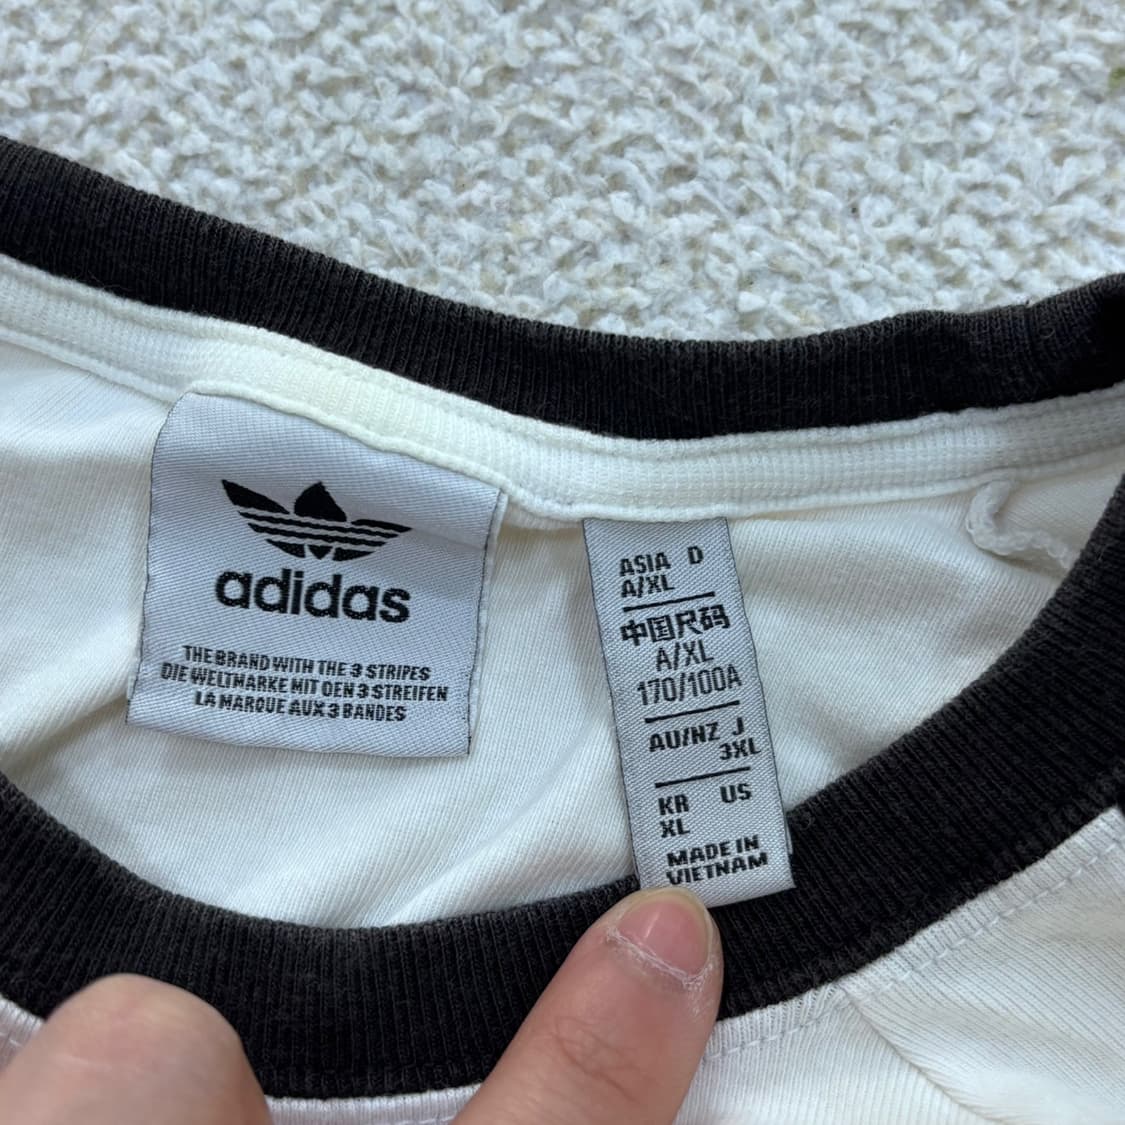 adidas
THE BRAND WITH THE 3 STRIPES
DIE WELTMARKE MIT DEN 3 STREIFEN
LA MARQUE AUX 3 BANDES
ASIA D
A/XL
中国尺码
A/XL
170/100A
AU/NZ J
3XL
KR US
XL
MADE IN
VIETNAM